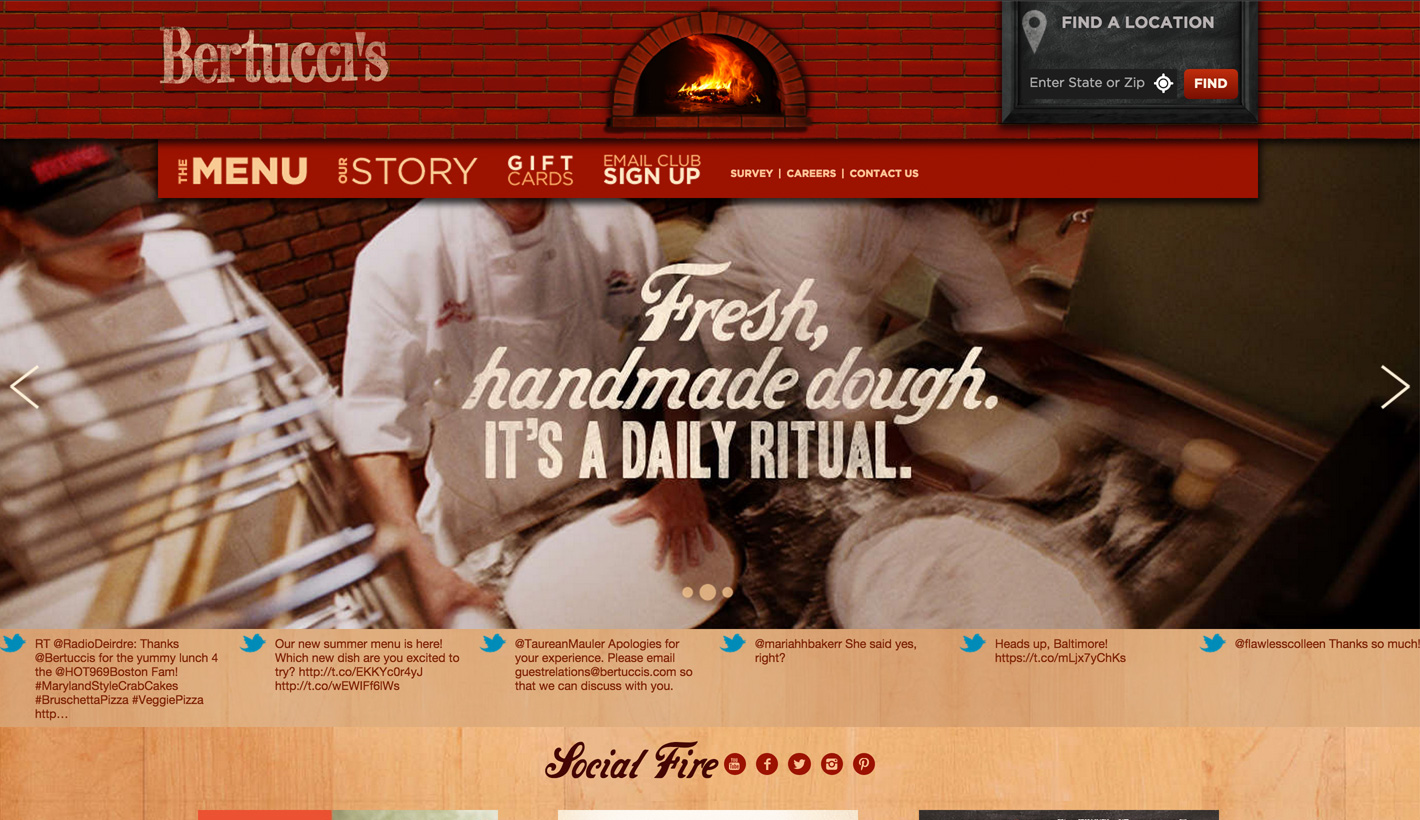 Bertucci's
FIND A LOCATION
Enter State or Zip
FIND
THE MENU
OUR STORY
GIFT
CARDS
EMAIL CLUB
SIGN UP
SURVEY | CAREERS | CONTACT US
Fresh,
handmade dough.
IT'S A DAILY RITUAL.
RT @RadioDeirdre: Thanks
@Bertuccis for the yummy lunch 4
the @HOT969Boston Fam!
#MarylandStyleCrabCakes
#BruschettaPizza #VeggiePizza
http…
Our new summer menu is here!
Which new dish are you excited to
try? http://t.co/EKKYc0r4yJ
http://t.co/wEWIFf6lWs
@TaureanMauler Apologies for
your experience. Please email
guestrelations@bertuccis.com so
that we can discuss with you.
@mariahhbakerr She said yes,
right?
Heads up, Baltimore!
https://t.co/mLjx7yChKs
@flawlesscolleen Thanks so much!
Social Fire
You
Tube